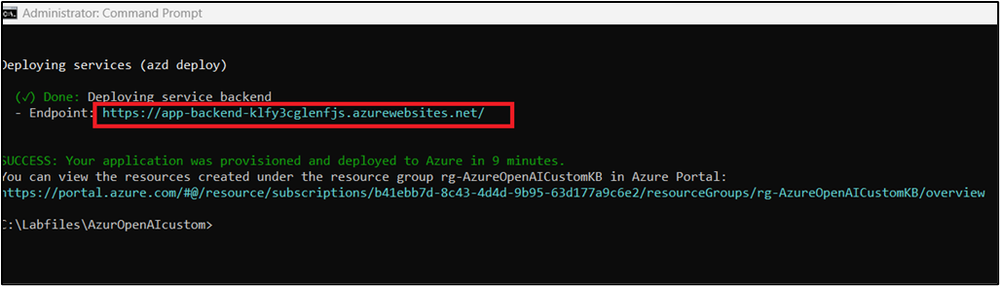 Administrator: Command Prompt
Deploying services (azd deploy)
(✓) Done: Deploying service backend
- Endpoint: https://app-backend-klfy3cglenfjs.azurewebsites.net/
SUCCESS: Your application was provisioned and deployed to Azure in 9 minutes.
You can view the resources created under the resource group rg-AzureOpenAICustomKB in Azure Portal:
https://portal.azure.com/#@/resource/subscriptions/b41ebb7d-8c43-4d4d-9b95-63d177a9c6e2/resourceGroups/rg-AzureOpenAICustomKB/overview
C:\Labfiles\AzurOpenAIcustom>